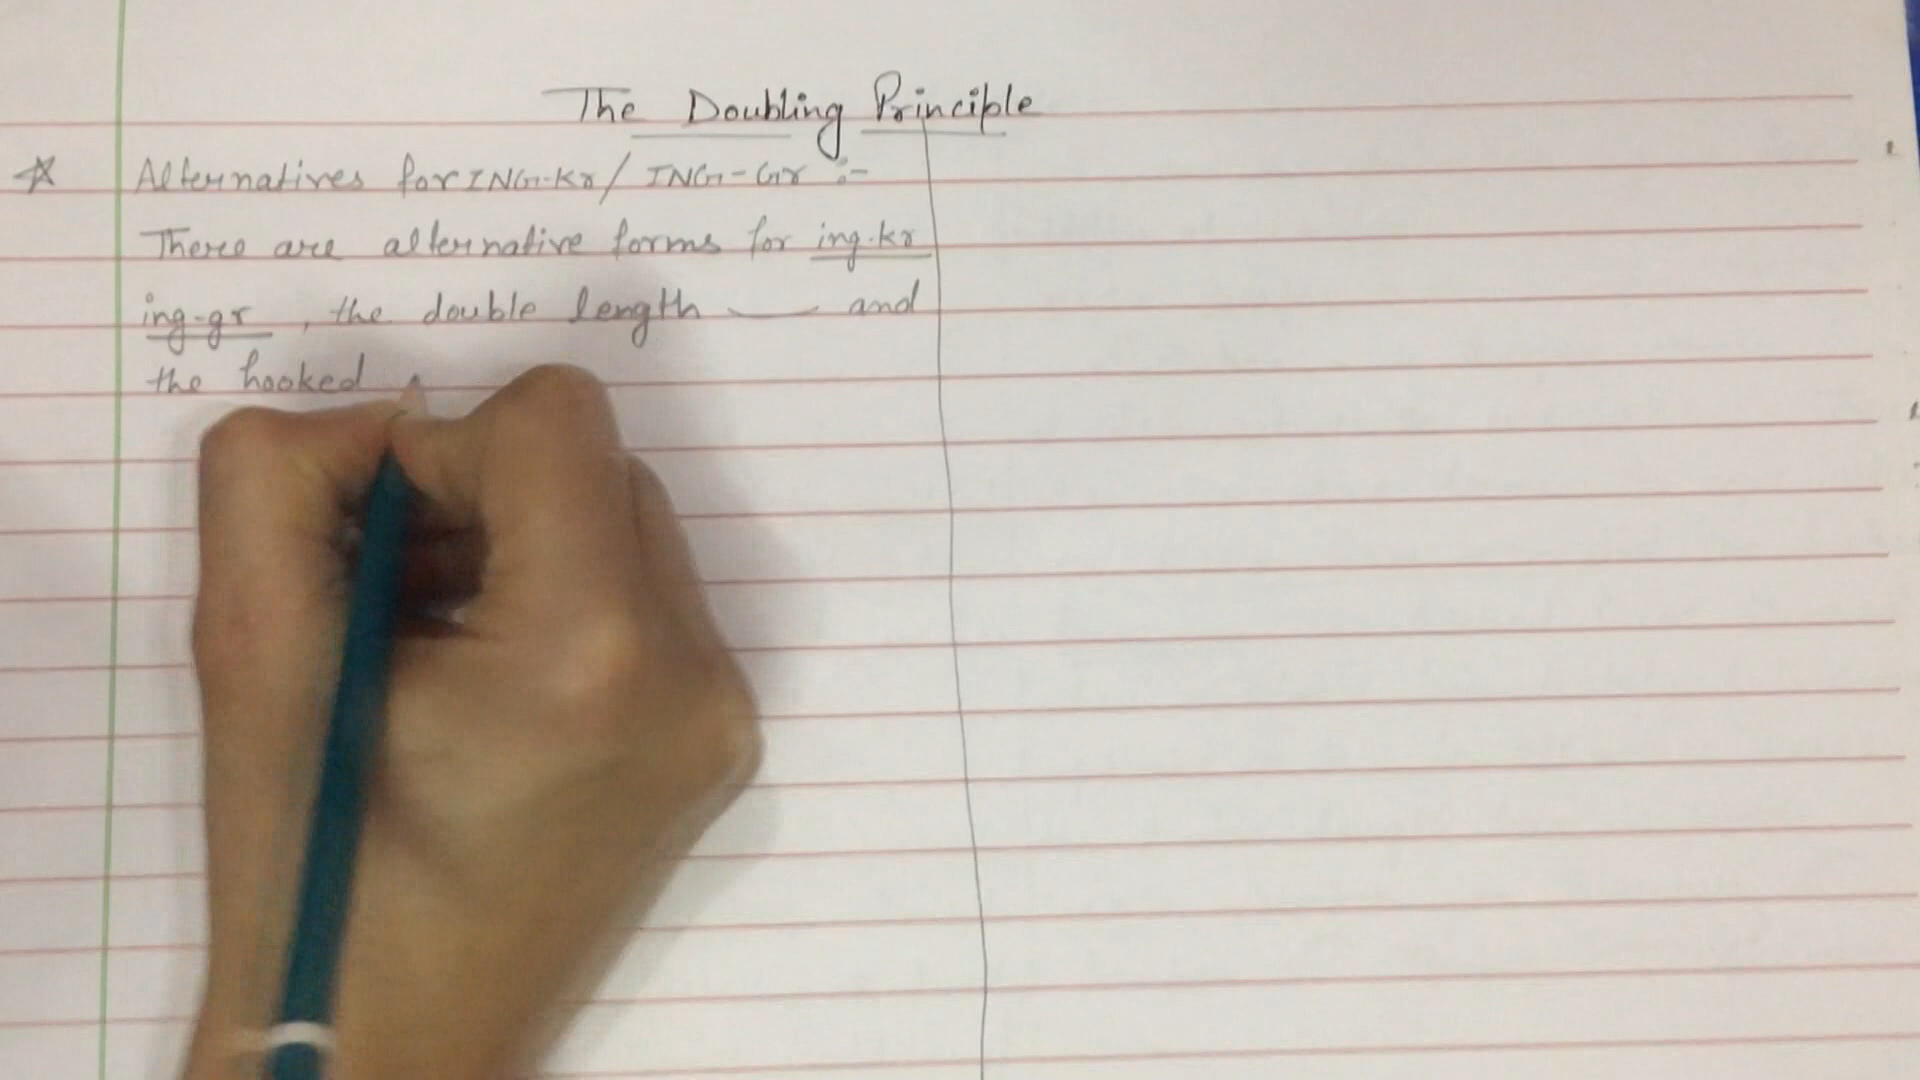 The Doubling Principle
Alternatives for ING-Kr / ING-Gr :-
There are alternative forms for ing-kr
ing-gr, the double length and
the hooked